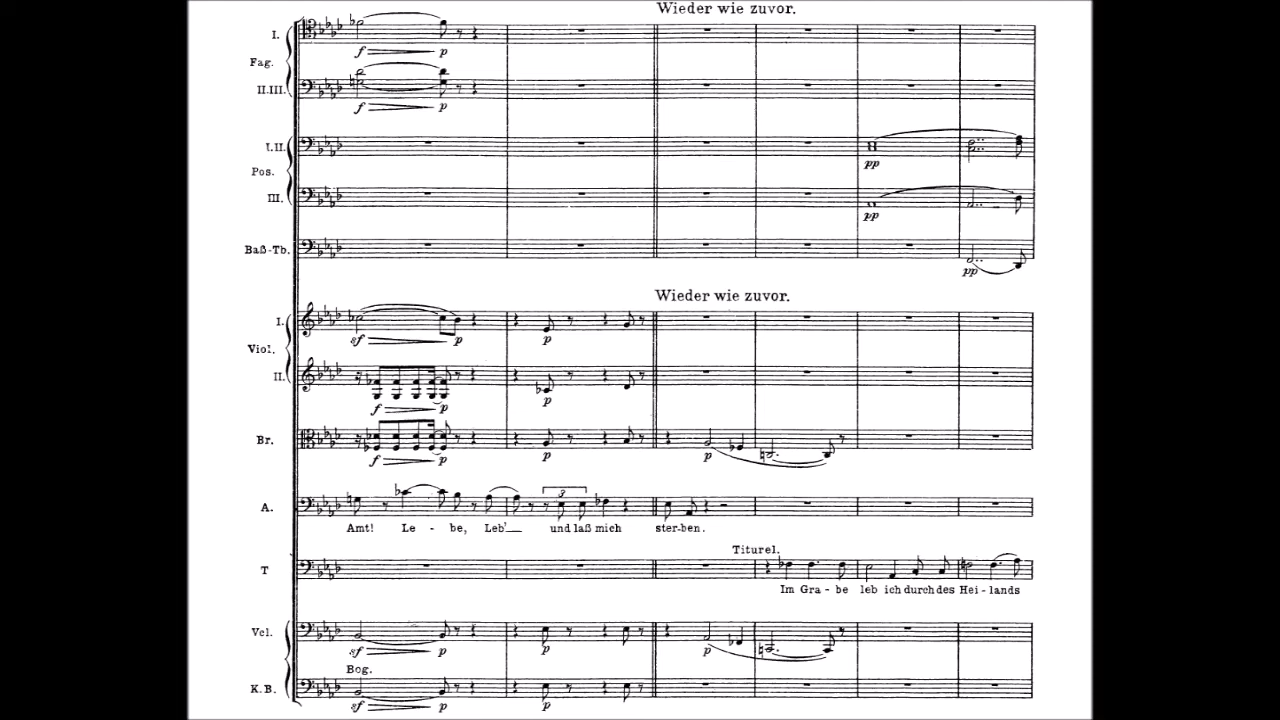 Wieder wie zuvor.
I.
Fag.
II.III.
f p
f p
I.II.
Pos.
III.
pp
pp
Baß-Tb.
pp
Wieder wie zuvor.
I.
Viol.
II.
sf p p
f p p
Br.
f p p p
A.
3
Amt! Le - be, Leb' und laß mich ster-ben.
Titurel.
T
Im Gra - be leb ich durch des Hei - lands
Vcl.
sf p p p
Bog.
K.B.
sf p p